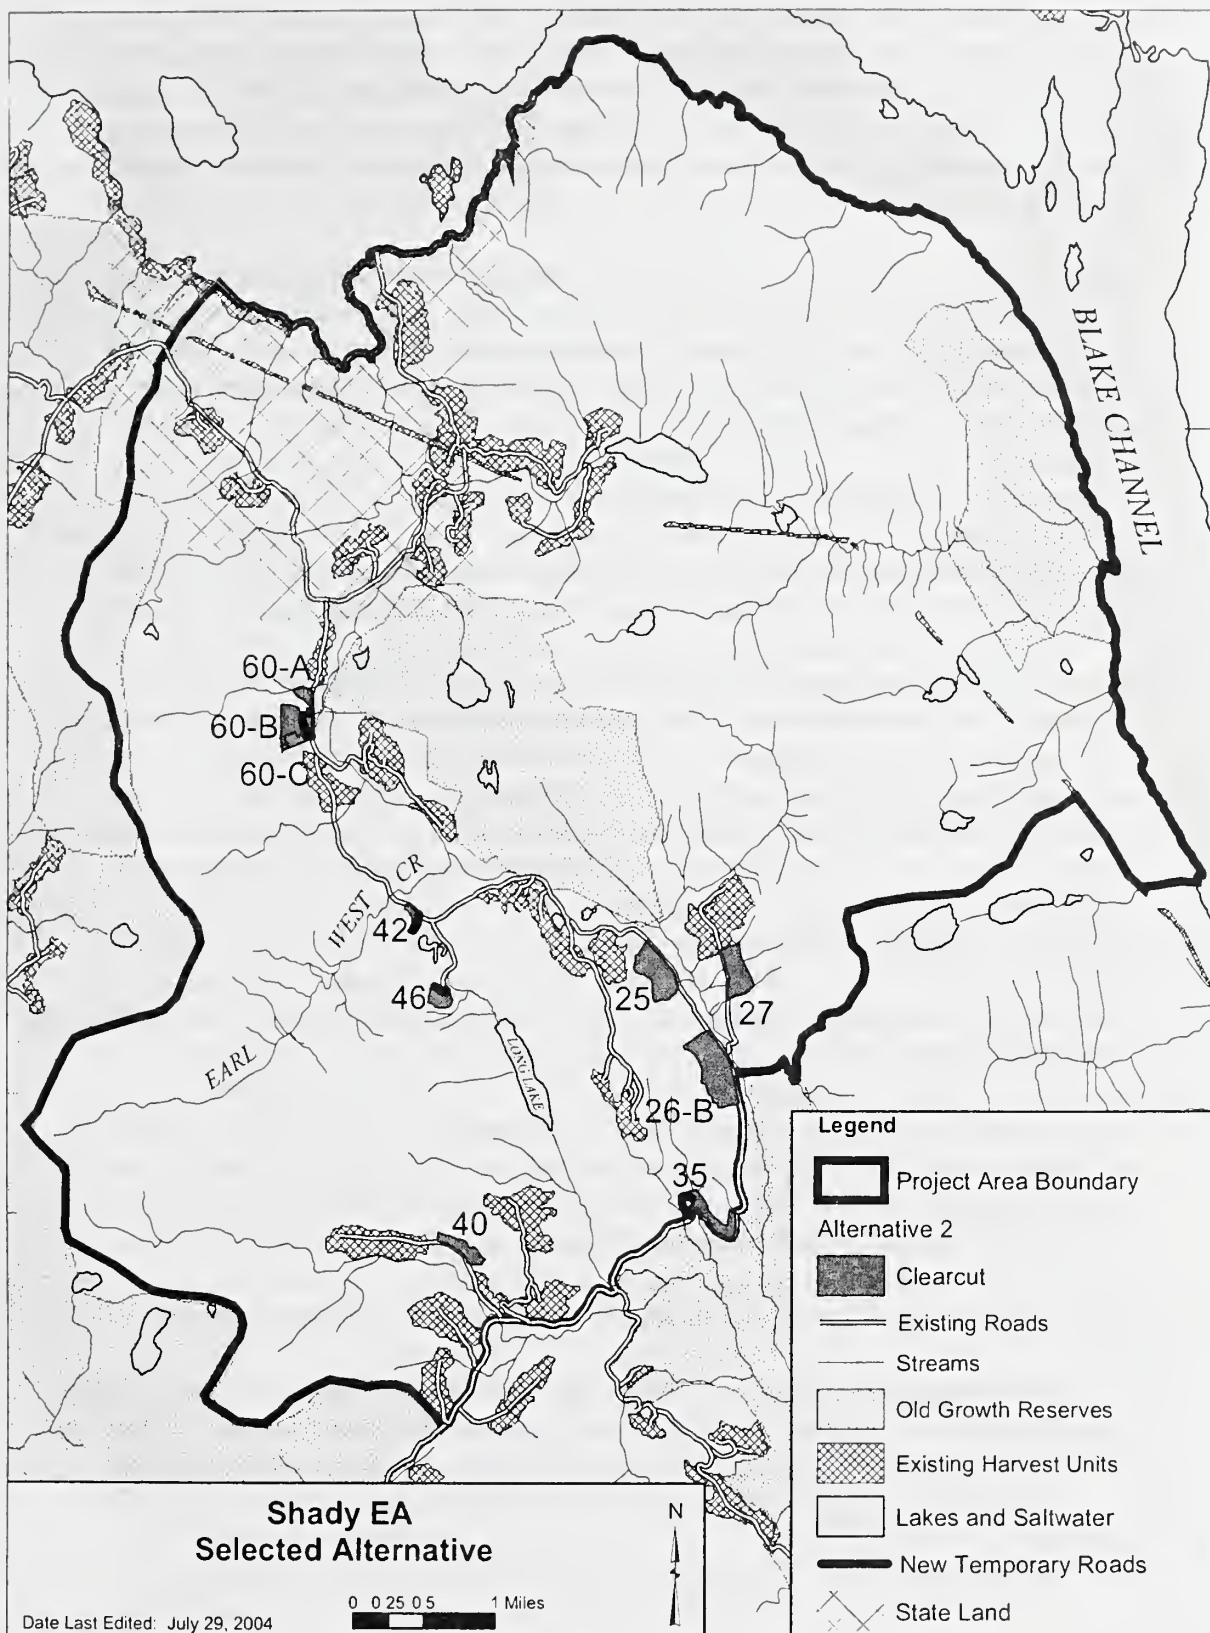 BLAKE CHANNEL
60-A
60-B
60-C
WEST CR
42
46
25
27
EARL
LONG LAKE
26-B
35
40
Legend
Project Area Boundary
Alternative 2
Clearcut
Existing Roads
Streams
Old Growth Reserves
Existing Harvest Units
Lakes and Saltwater
New Temporary Roads
State Land
Shady EA
Selected Alternative
N
0 0 25 0 5 1 Miles
Date Last Edited: July 29, 2004